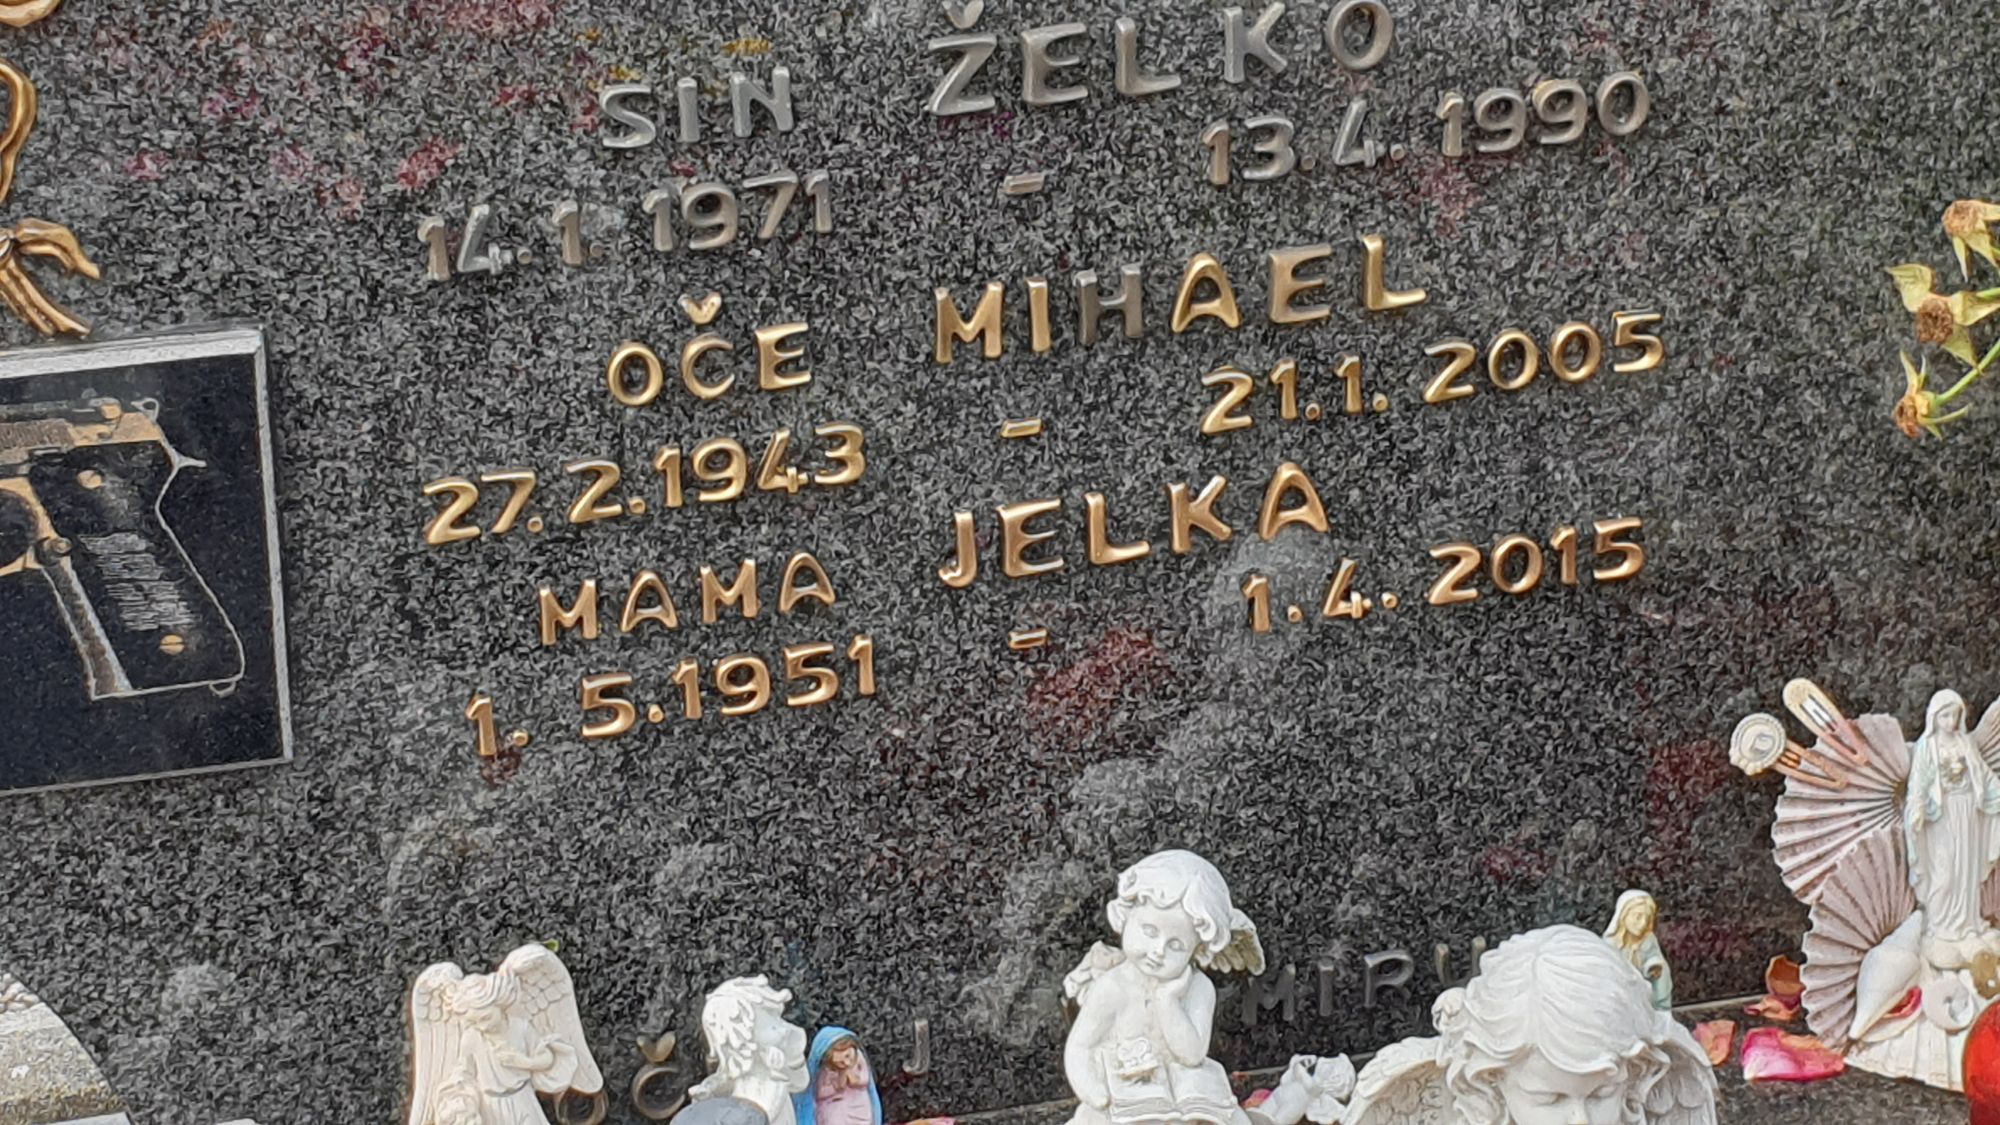 SIN ŽELKO
14.1.1971 - 13.4.1990
OČE MIHAEL
27.2.1943 - 21.1.2005
MAMA JELKA
1.5.1951 - 1.4.2015